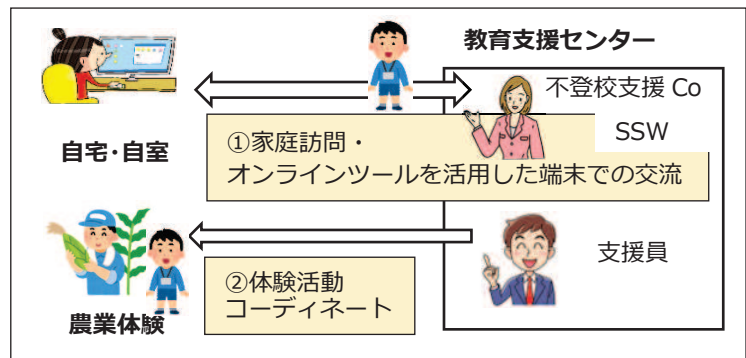 教育支援センター
不登校支援 Co
SSW
自宅・自室
①家庭訪問・
オンラインツールを活用した端末での交流
支援員
②体験活動
コーディネート
農業体験